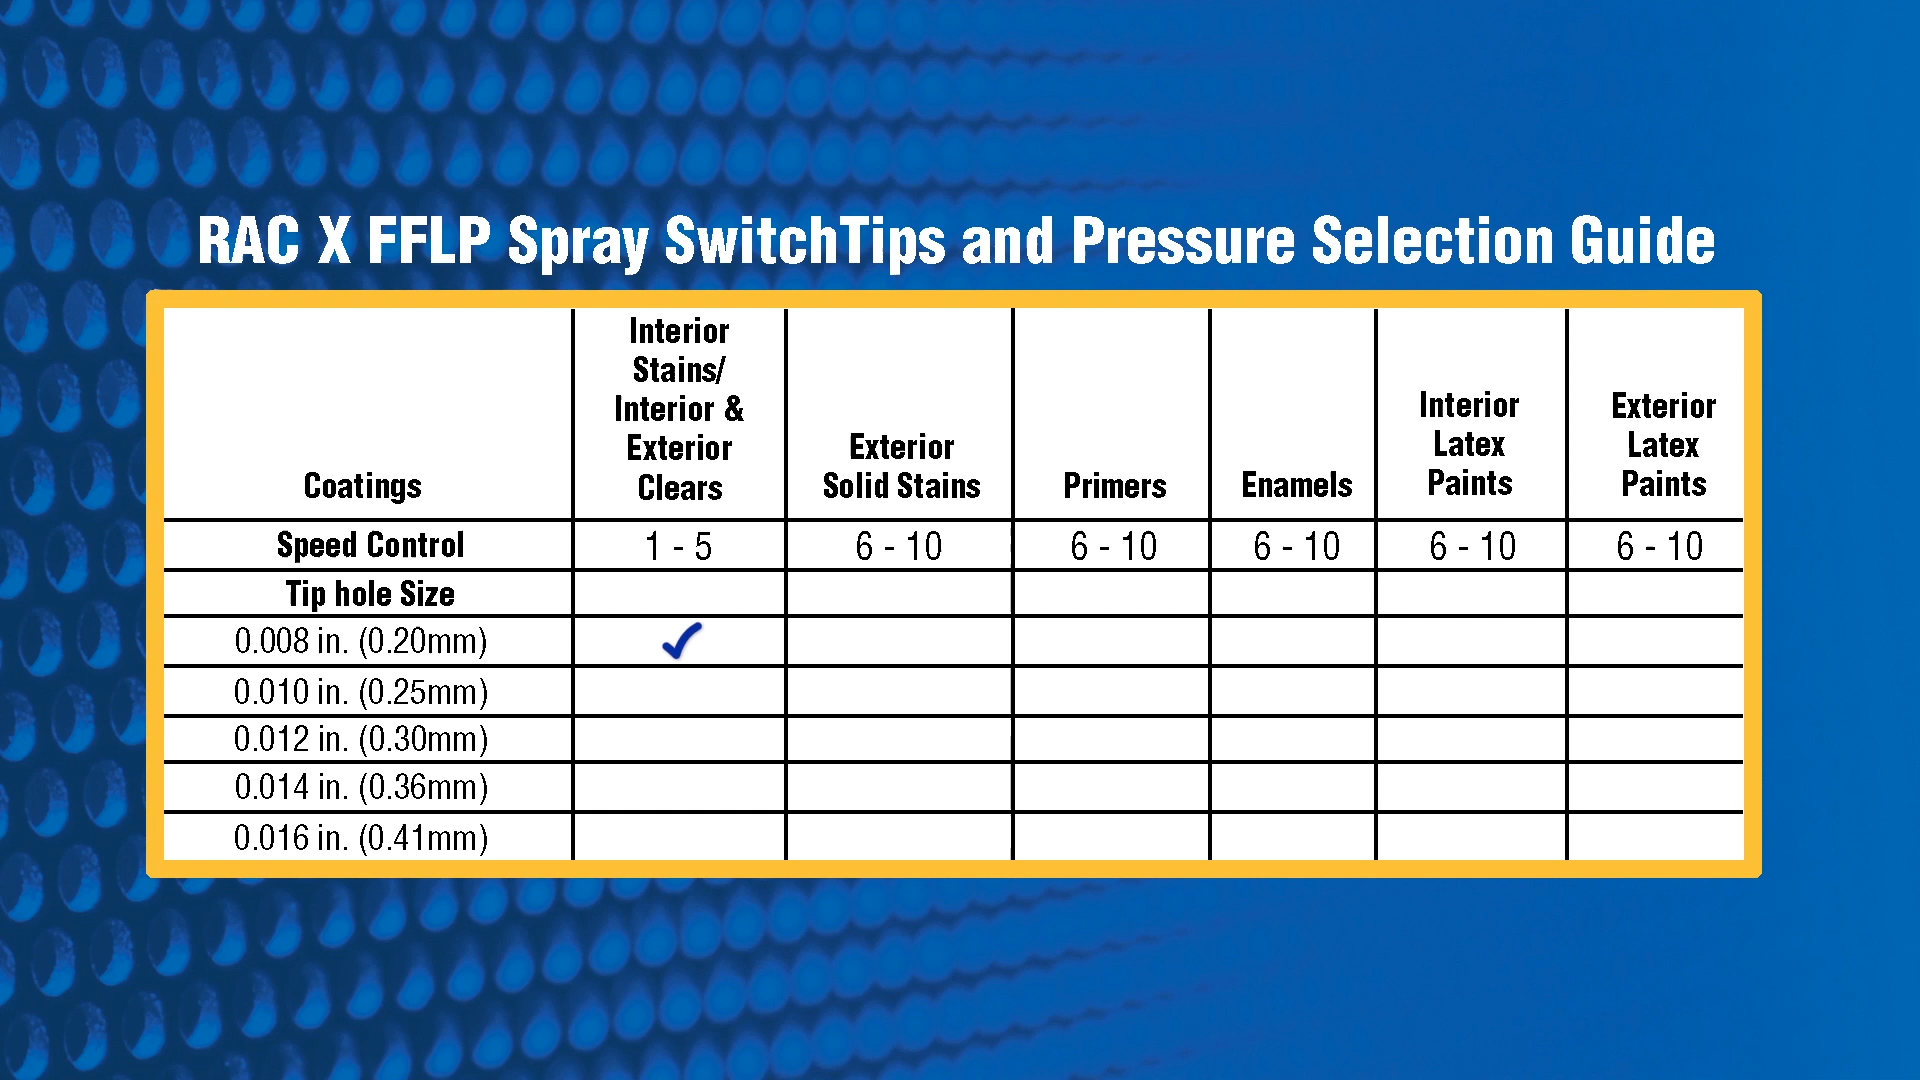 RAC X FFLP Spray SwitchTips and Pressure Selection Guide
Coatings
Interior
Stains/
Interior &
Exterior
Clears
Exterior
Solid Stains
Primers
Enamels
Interior
Latex
Paints
Exterior
Latex
Paints
Speed Control 1 - 5 6 - 10 6 - 10 6 - 10 6 - 10 6 - 10
Tip hole Size
0.008 in. (0.20mm) ✓
0.010 in. (0.25mm)
0.012 in. (0.30mm)
0.014 in. (0.36mm)
0.016 in. (0.41mm)